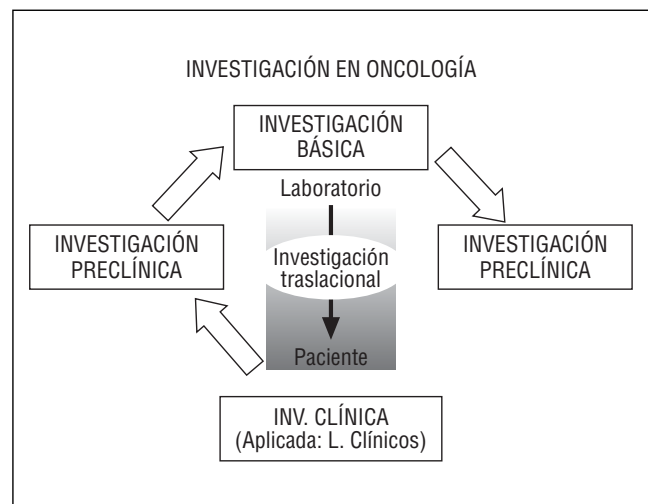 INVESTIGACIÓN EN ONCOLOGÍA
INVESTIGACIÓN
BÁSICA
Laboratorio
INVESTIGACIÓN
PRECLÍNICA
Investigación
traslacional
INVESTIGACIÓN
PRECLÍNICA
Paciente
INV. CLÍNICA
(Aplicada: L. Clínicos)